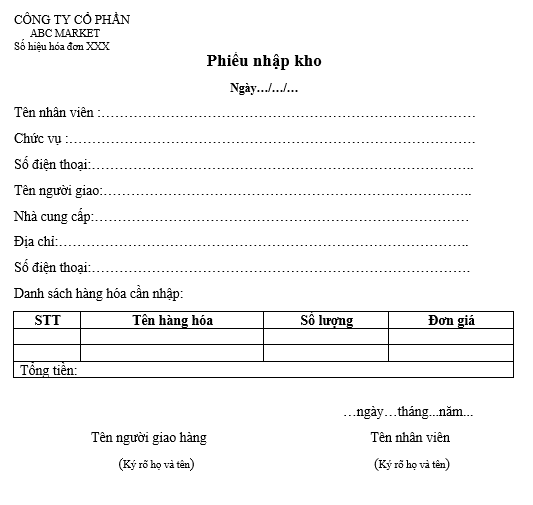 CÔNG TY CỔ PHẦN
ABC MARKET
Số hiệu hóa đơn XXX
Phiếu nhập kho
Ngày…/…/…
Tên nhân viên :…………………………………………………………………………
Chức vụ :………………………………………………………………………………
Số điện thoại:…………………………………………………………………………..
Tên người giao:………………………………………………………………………..
Nhà cung cấp:…………………………………………………………………………
Địa chỉ:………………………………………………………………………………..
Số điện thoại:…………………………………………………………………………
Danh sách hàng hóa cần nhập:
STT Tên hàng hóa Số lượng Đơn giá
Tổng tiền:
…ngày…tháng...năm...
Tên người giao hàng Tên nhân viên
(Ký rõ họ và tên) (Ký rõ họ và tên)